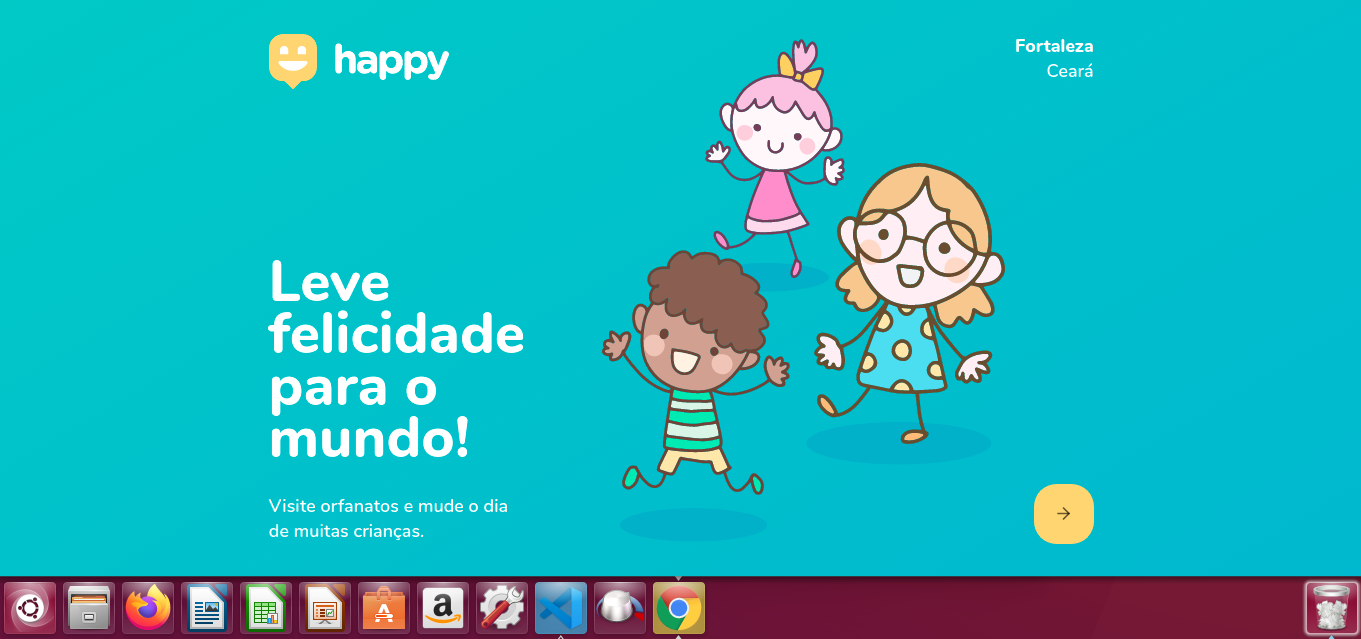 happy
Fortaleza
Ceará
Leve
felicidade
para o
mundo!
Visite orfanatos e mude o dia
de muitas crianças.
a